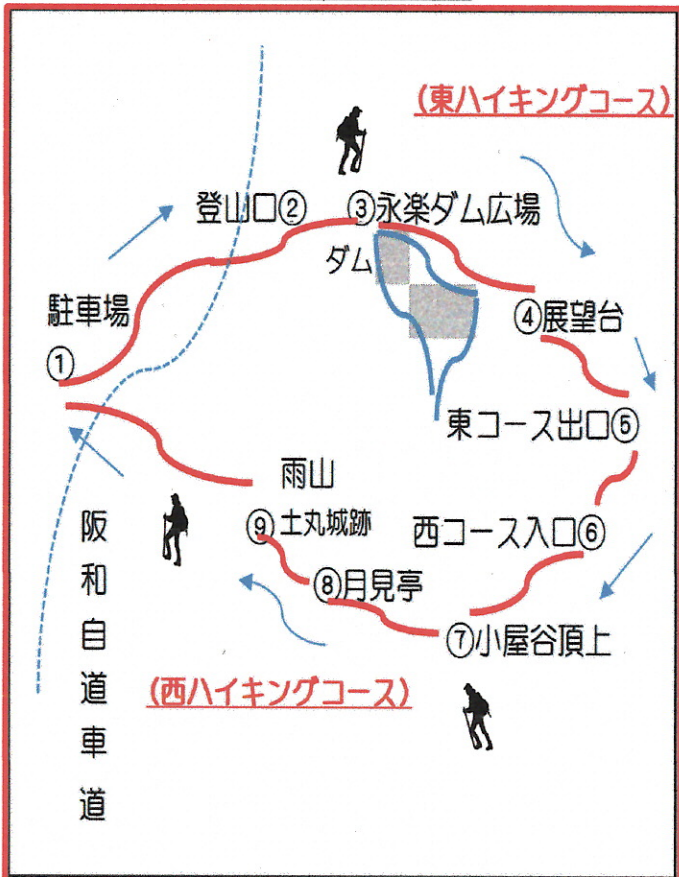 (東ハイキングコース)
登山口②
③永楽ダム広場
ダム
駐車場
①
④展望台
東コース出口⑤
雨山
⑨土丸城跡
西コース入口⑥
⑧月見亭
⑦小屋谷頂上
(西ハイキングコース)
阪和自道車道